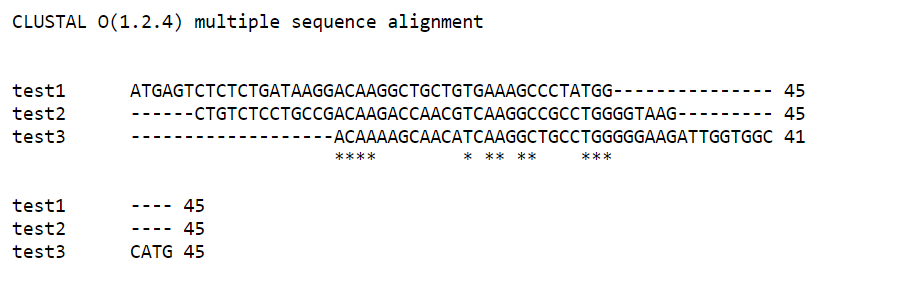 CLUSTAL O(1.2.4) multiple sequence alignment
test1      ATGAGTCTCTCTGATAAGGACAAGGCTGCTGTGAAAGCCCTATGG--------------- 45
test2      ------CTGTCTCCTGCCGACAAGACCAACGTCAAGGCCGCCTGGGGTAAG--------- 45
test3      -------------------ACAAAAGCAACATCAAGGCTGCCTGGGGGAAGATTGGTGGC 41
                              ****        * ** **    ***
test1      ---- 45
test2      ---- 45
test3      CATG 45